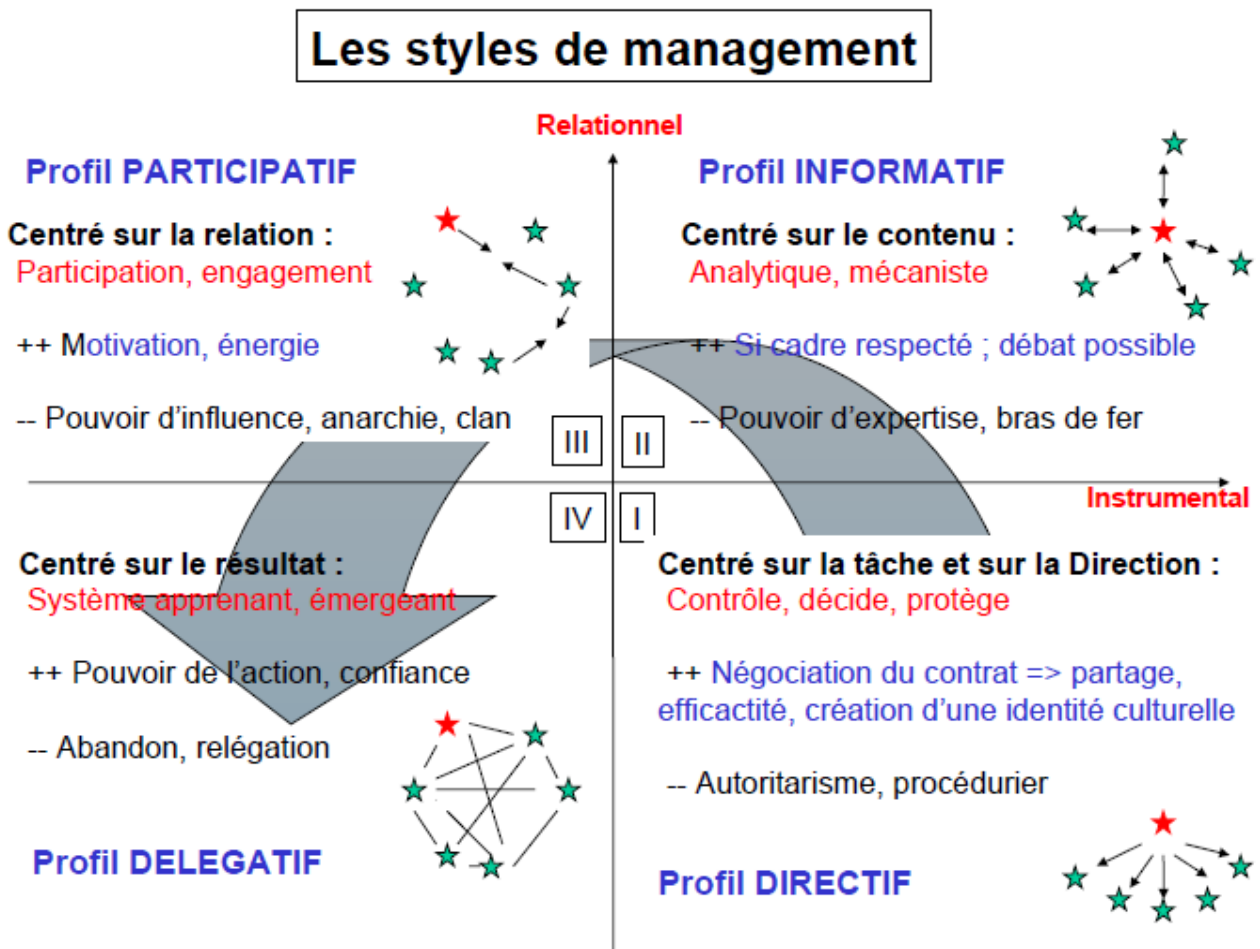 Les styles de management
Relationnel
Profil PARTICIPATIF
Centré sur la relation :
Participation, engagement
++ Motivation, énergie
-- Pouvoir d'influence, anarchie, clan
III
Profil INFORMATIF
Centré sur le contenu :
Analytique, mécaniste
++ Si cadre respecté ; débat possible
-- Pouvoir d'expertise, bras de fer
II
Instrumental
IV
Centré sur le résultat :
Système apprenant, émergeant
++ Pouvoir de l'action, confiance
-- Abandon, relégation
Profil DELEGATIF
I
Centré sur la tâche et sur la Direction :
Contrôle, décide, protège
++ Négociation du contrat => partage,
efficactité, création d'une identité culturelle
-- Autoritarisme, procédurier
Profil DIRECTIF